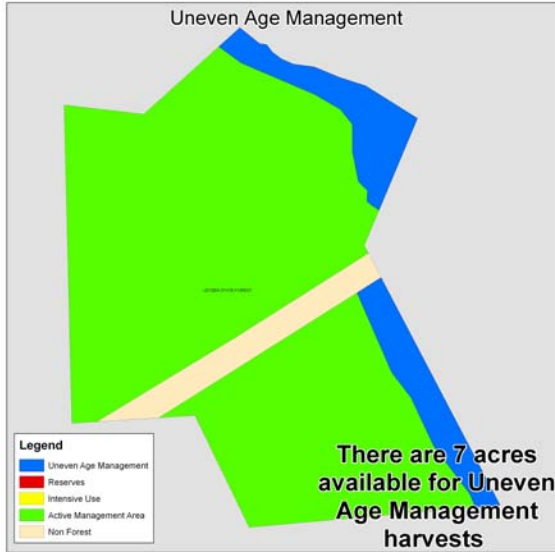 Uneven Age Management
Legend
Uneven Age Management
Reserves
Intensive Use
Active Management Area
Non Forest
There are 7 acres
available for Uneven
Age Management
harvests